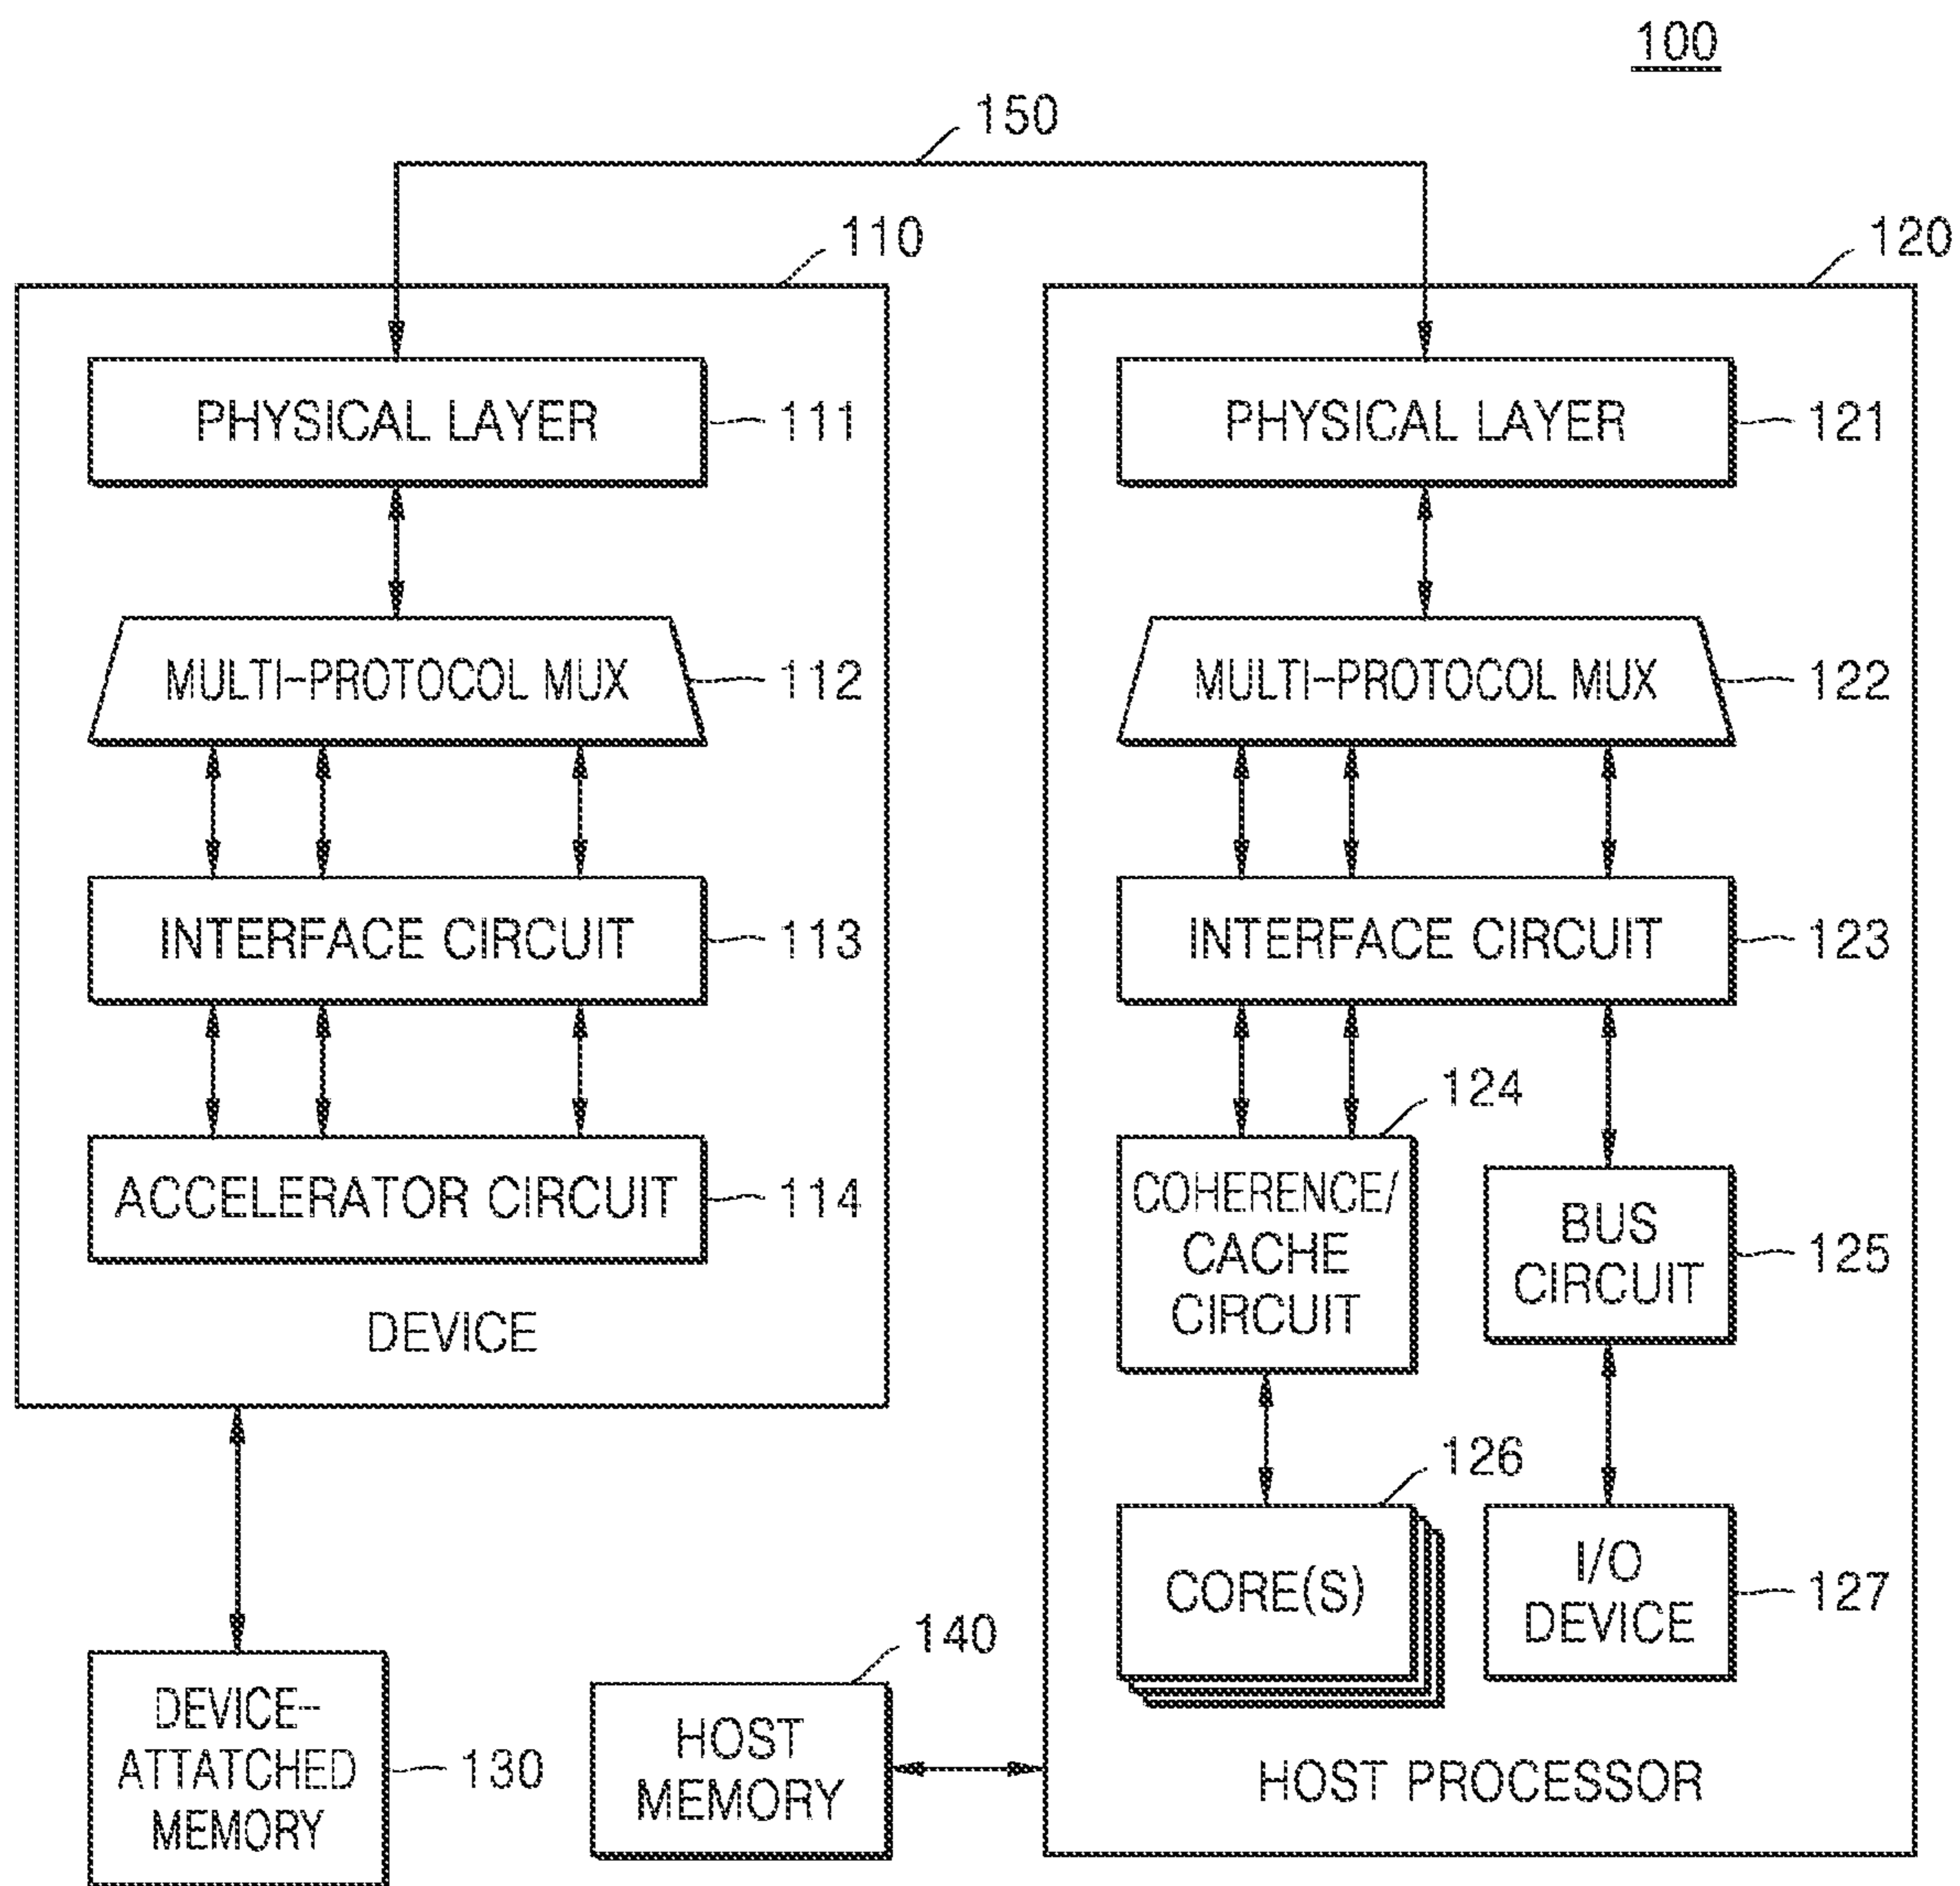 100
150
110
120
PHYSICAL LAYER
111
PHYSICAL LAYER
121
MULTI-PROTOCOL MUX
112
MULTI-PROTOCOL MUX
122
INTERFACE CIRCUIT
113
INTERFACE CIRCUIT
123
ACCELERATOR CIRCUIT
114
DEVICE
124
COHERENCE/
CACHE
CIRCUIT
BUS
CIRCUIT
125
126
CORE(S)
I/O
DEVICE
127
DEVICE-
ATTATCHED
MEMORY
130
140
HOST
MEMORY
HOST PROCESSOR